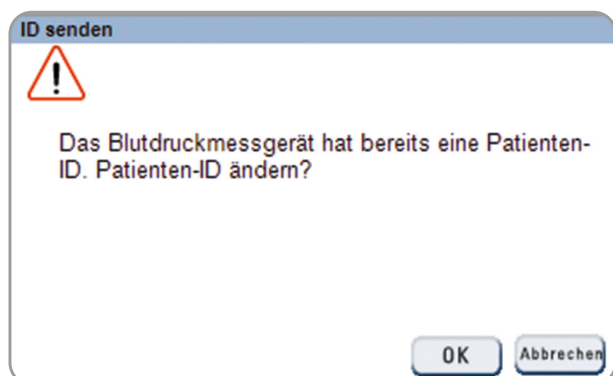 ID senden
Das Blutdruckmessgerät hat bereits eine Patienten-
ID. Patienten-ID ändern?
OK
Abbrechen